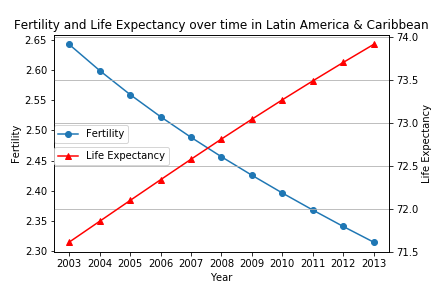 Fertility and Life Expectancy over time in Latin America & Caribbean
2.65
2.60
2.55
2.50
2.45
2.40
2.35
2.30
Fertility
Fertility
Life Expectancy
74.0
73.5
73.0
72.5
72.0
71.5
Life Expectancy
2003 2004 2005 2006 2007 2008 2009 2010 2011 2012 2013
Year